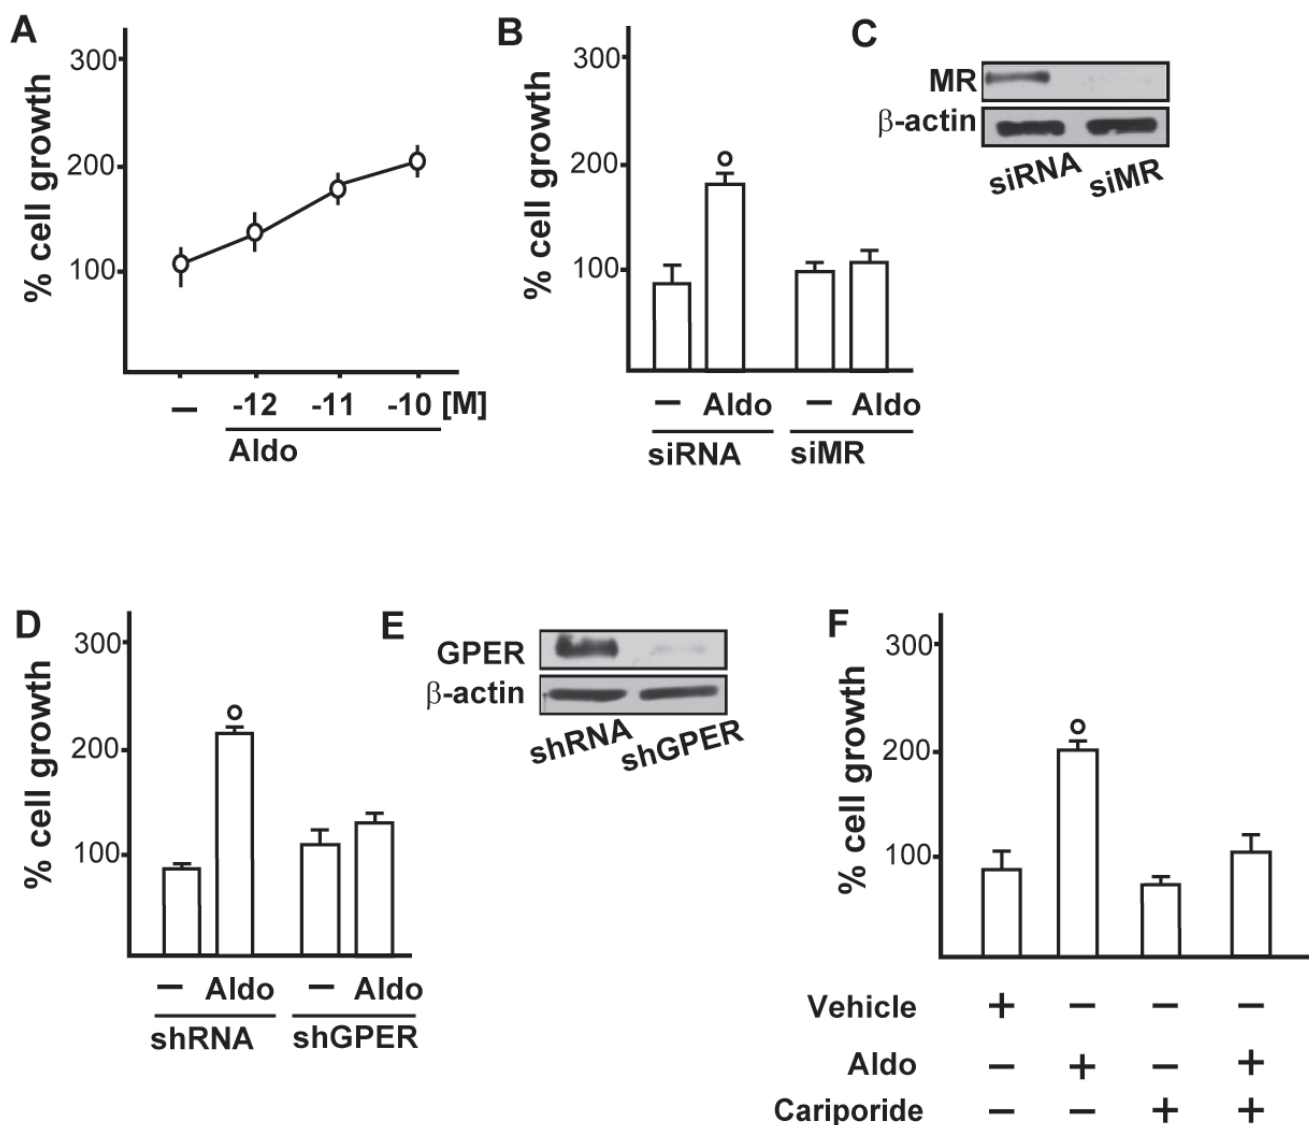 A
300
200
100
% cell growth
– -12 -11 -10 [M]
Aldo
B
300
200
100
% cell growth
– Aldo – Aldo
siRNA siMR
C
MR
β-actin
siRNA siMR
D
300
200
100
% cell growth
– Aldo – Aldo
shRNA shGPER
E
GPER
β-actin
shRNA shGPER
F
300
200
100
% cell growth
Vehicle + – – –
Aldo – + – +
Cariporide – – + +